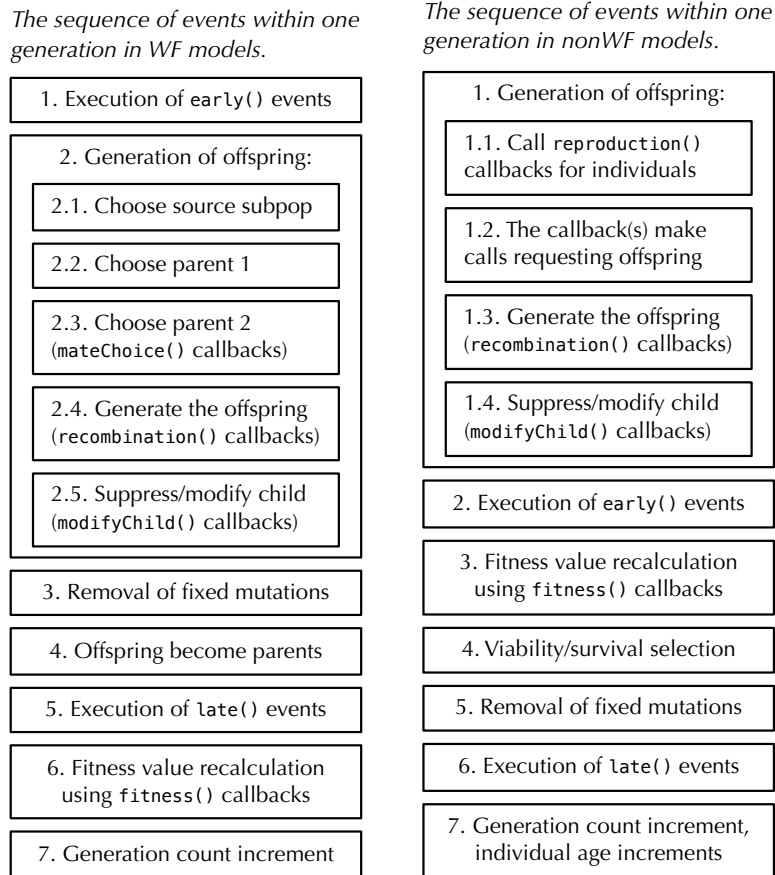 The sequence of events within one
generation in WF models.
1. Execution of early() events
2. Generation of offspring:
2.1. Choose source subpop
2.2. Choose parent 1
2.3. Choose parent 2
(mateChoice() callbacks)
2.4. Generate the offspring
(recombination() callbacks)
2.5. Suppress/modify child
(modifyChild() callbacks)
3. Removal of fixed mutations
4. Offspring become parents
5. Execution of late() events
6. Fitness value recalculation
using fitness() callbacks
7. Generation count increment
The sequence of events within one
generation in nonWF models.
1. Generation of offspring:
1.1. Call reproduction()
callbacks for individuals
1.2. The callback(s) make
calls requesting offspring
1.3. Generate the offspring
(recombination() callbacks)
1.4. Suppress/modify child
(modifyChild() callbacks)
2. Execution of early() events
3. Fitness value recalculation
using fitness() callbacks
4. Viability/survival selection
5. Removal of fixed mutations
6. Execution of late() events
7. Generation count increment,
individual age increments